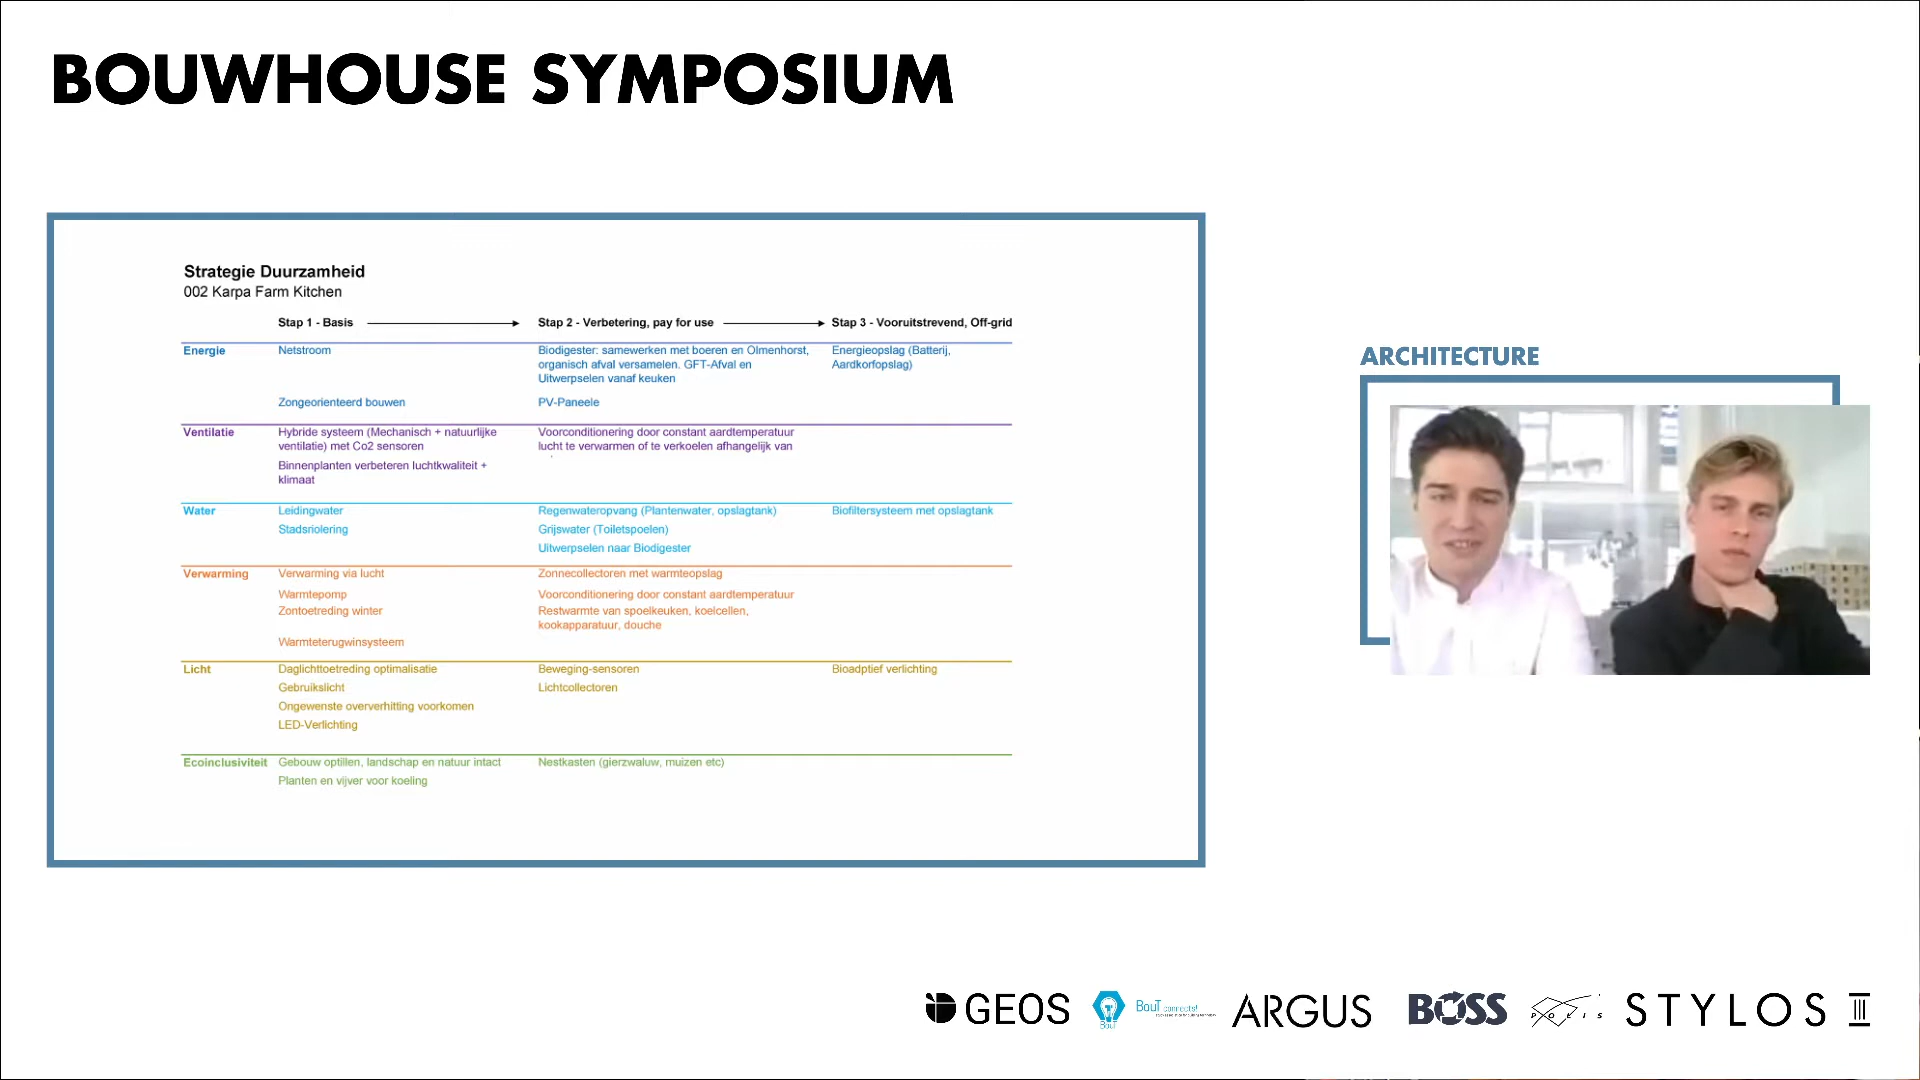 BOUWHOUSE SYMPOSIUM
Strategie Duurzaamheid
002 Karpa Farm Kitchen
Stap 1 - Basis
Stap 2 - Verbetering, pay for use
Stap 3 - Vooruitstrevend, Off-grid
Energie
Netstroom
Biodigester: samewerken met boeren en Olmenhorst,
organisch afval versamelen. GFT-Afval en
Uitwerpselen vanaf keuken
Energieopslag (Batterij,
Aardkorfopslag)
Zongeorienteerd bouwen
PV-Paneele
Ventilatie
Hybride systeem (Mechanisch + natuurlijke
ventilatie) met Co2 sensoren
Voorconditionering door constant aardtemperatuur
lucht te verwarmen of te verkoelen afhangelijk van
Binnenplanten verbeteren luchtkwaliteit +
klimaat
Water
Leidingwater
Regenwateropvang (Plantenwater, opslagtank)
Biofiltersysteem met opslagtank
Stadsriolering
Grijswater (Toiletspoelen)
Uitwerpselen naar Biodigester
Verwarming
Verwarming via lucht
Zonnecollectoren met warmteopslag
Warmtepomp
Voorconditionering door constant aardtemperatuur
Zontoetreding winter
Restwarmte van spoelkeuken, koelcellen,
kookapparatuur, douche
Warmteterugwinsysteem
Licht
Daglichttoetreding optimalisatie
Beweging-sensoren
Bioadptief verlichting
Gebruikslicht
Lichtcollectoren
Ongewenste oververhitting voorkomen
LED-Verlichting
Ecoinclusiviteit
Gebouw optillen, landschap en natuur intact
Nestkasten (gierzwaluw, muizen etc)
Planten en vijver voor koeling
ARCHITECTURE
GEOS
BouT
BouT connects!
ARGUS
BOSS
POLIS
STYLOS